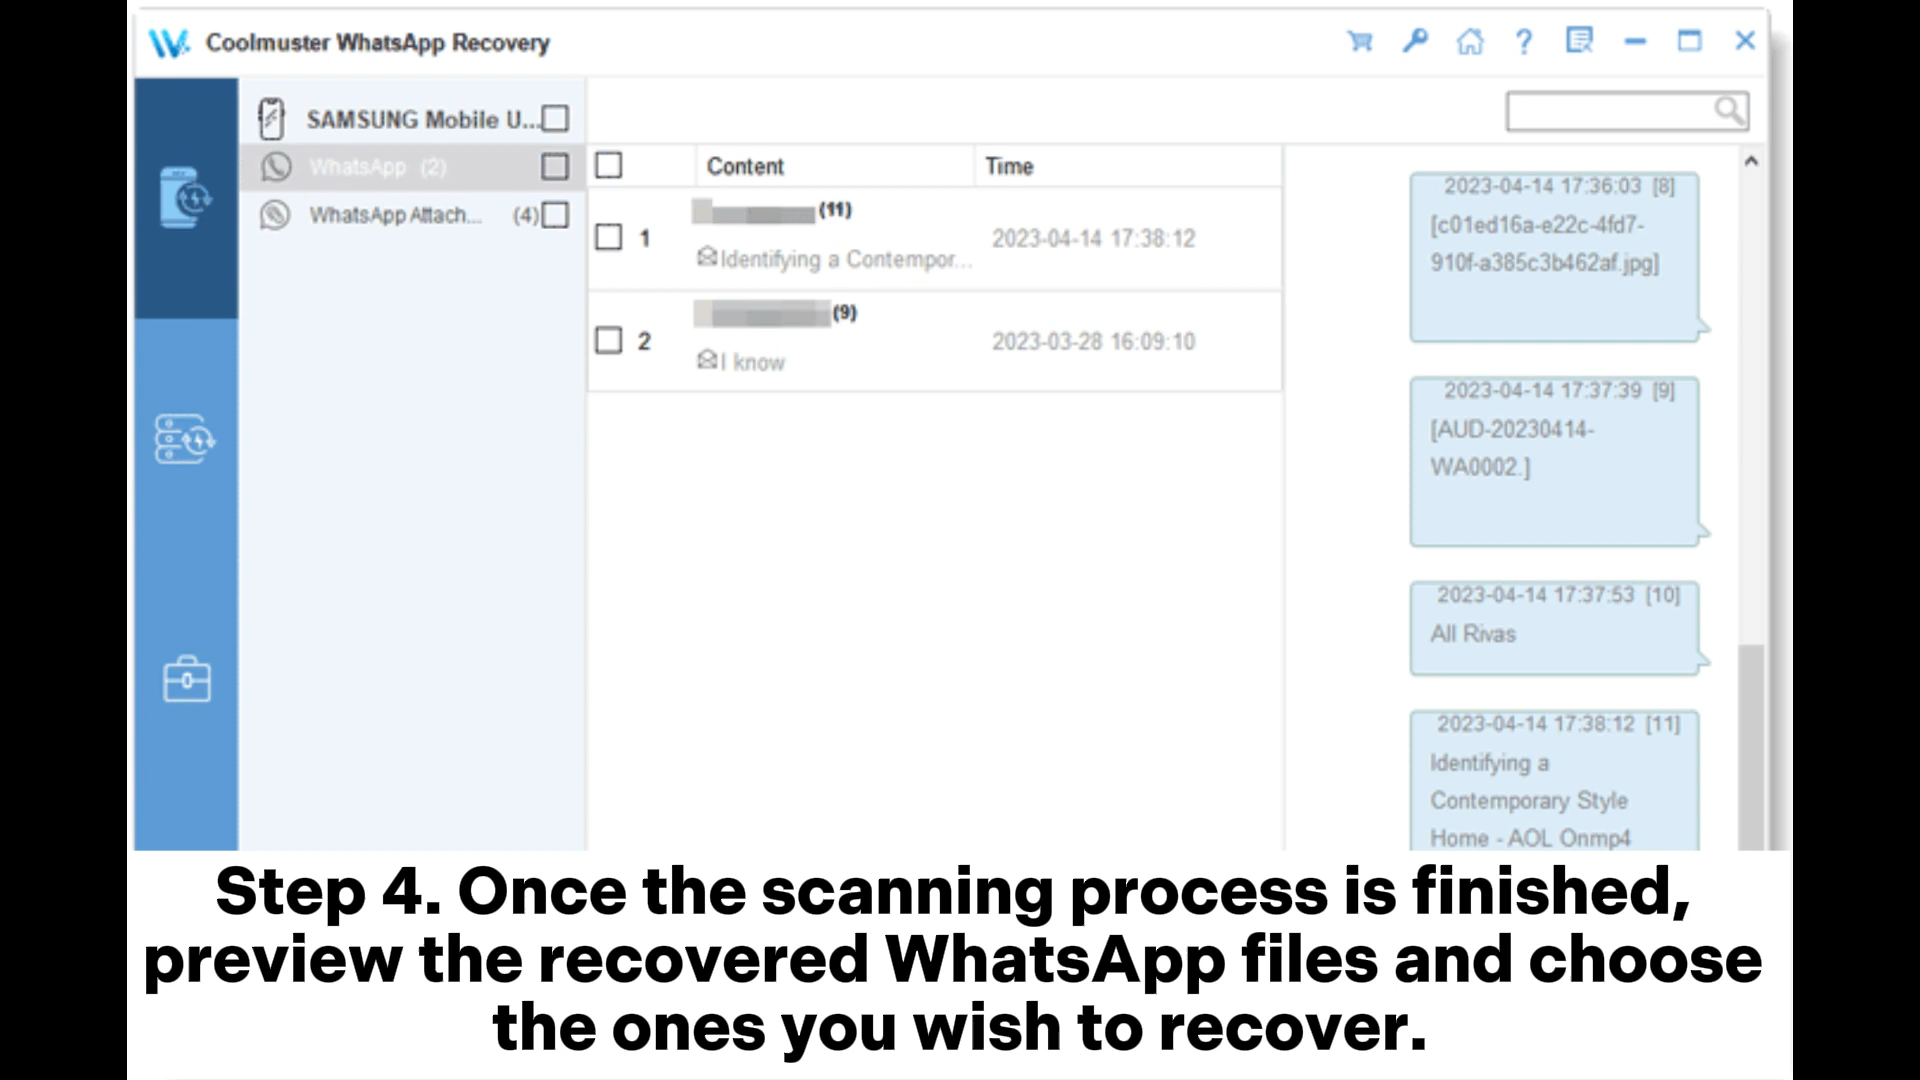 Coolmuster WhatsApp Recovery
SAMSUNG Mobile U...
WhatsApp (2)
WhatsApp Attach... (4)
Content Time
(11)
1 2023-04-14 17:38:12
Identifying a Contempor...
(9)
2 2023-03-28 16:09:10
I know
2023-04-14 17:36:03 [8]
[c01ed16a-e22c-4fd7-
910f-a385c3b462af.jpg]
2023-04-14 17:37:39 [9]
[AUD-20230414-
WA0002.]
2023-04-14 17:37:53 [10]
All Rivas
2023-04-14 17:38:12 [11]
Identifying a
Contemporary Style
Home - AOL Onmp4
Step 4. Once the scanning process is finished,
preview the recovered WhatsApp files and choose
the ones you wish to recover.